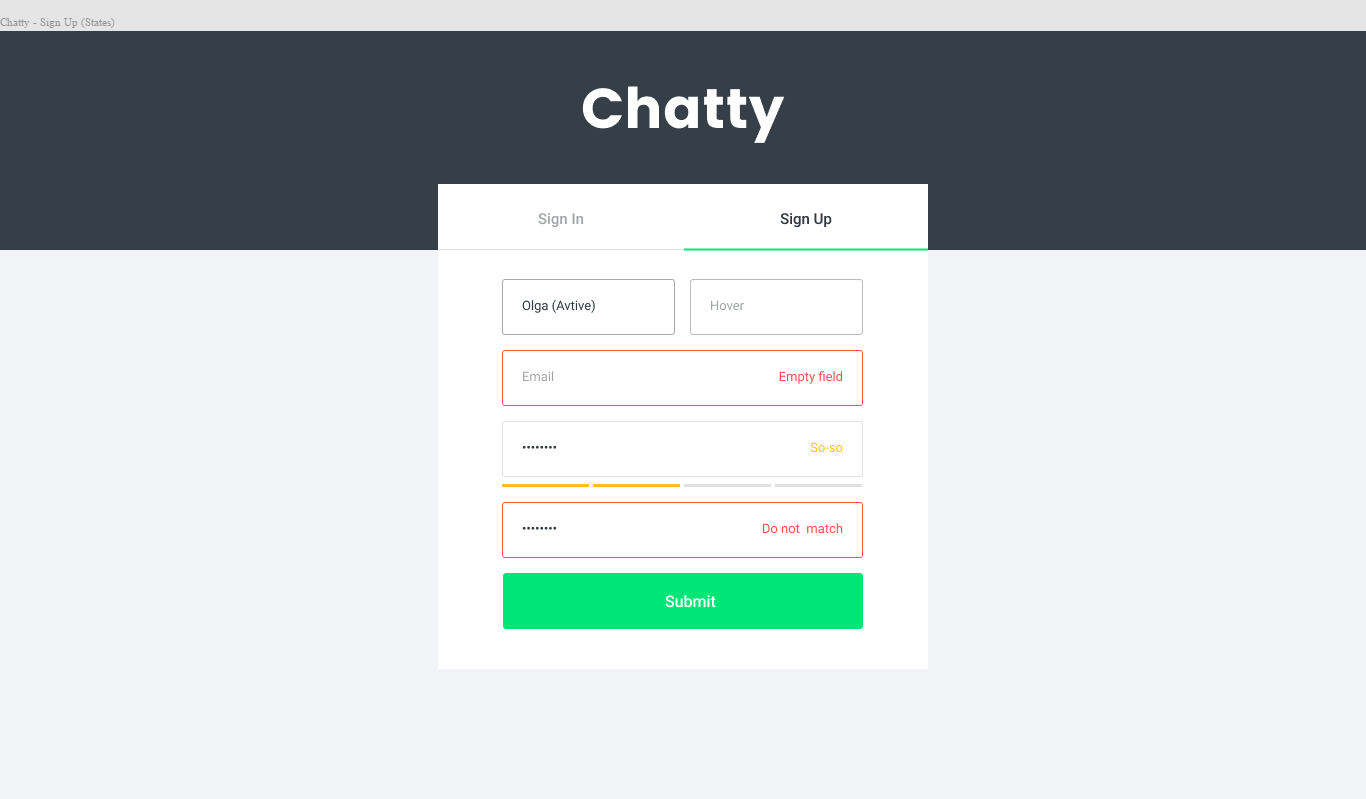 Chatty - Sign Up (States)
Chatty
Sign In Sign Up
Olga (Avtive) Hover
Email Empty field
•••••••• So-so
•••••••• Do not  match
Submit